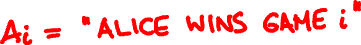 Ai = "ALICE WINS GAME i"